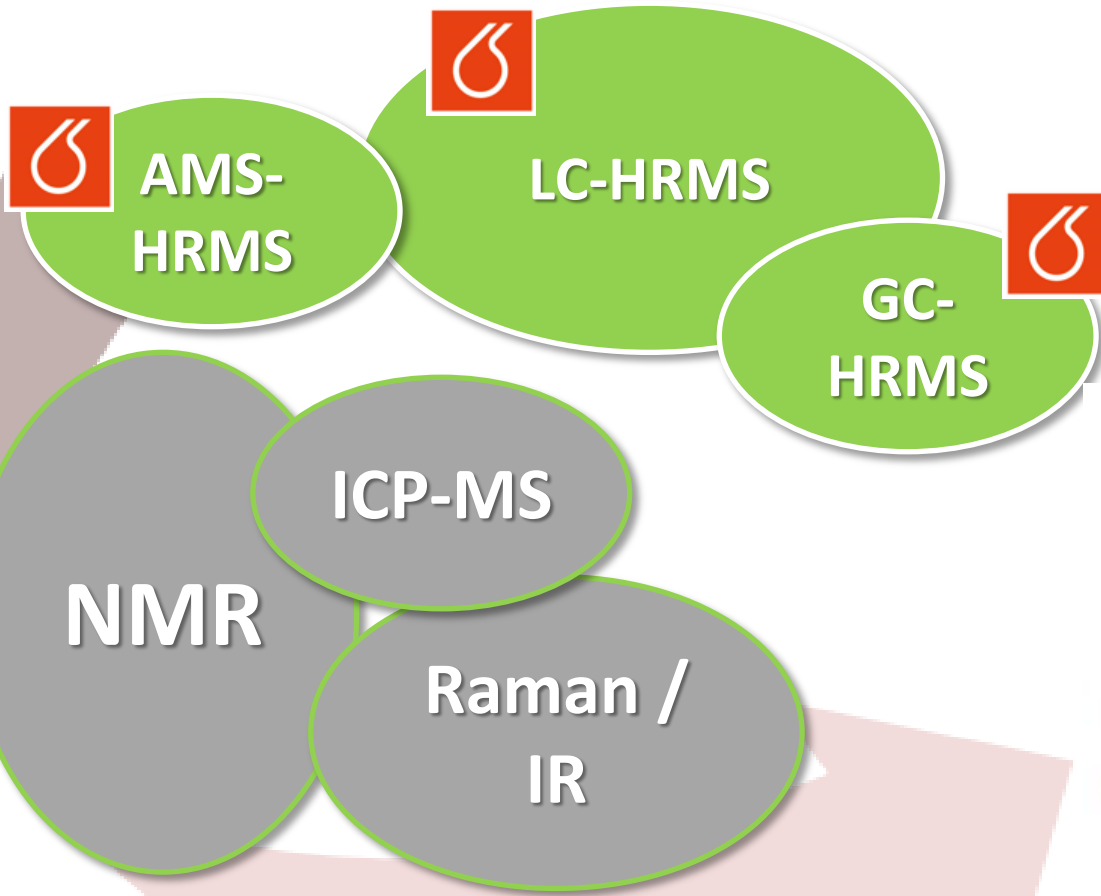 AMS-
HRMS
LC-HRMS
GC-
HRMS
ICP-MS
NMR
Raman /
IR